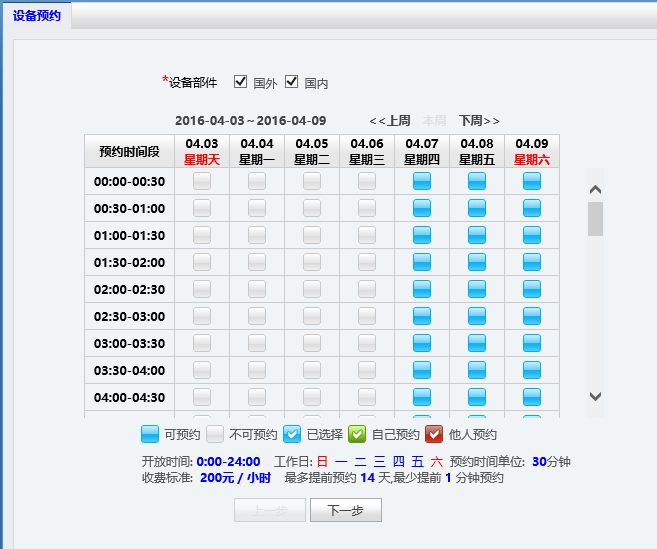 设备预约
*设备部件 国外 国内
2016-04-03～2016-04-09 <<上周 本周 下周>>
预约时间段 04.03 星期天 04.04 星期一 04.05 星期二 04.06 星期三 04.07 星期四 04.08 星期五 04.09 星期六
00:00-00:30
00:30-01:00
01:00-01:30
01:30-02:00
02:00-02:30
02:30-03:00
03:00-03:30
03:30-04:00
04:00-04:30
可预约 不可预约 已选择 自己预约 他人预约
开放时间: 0:00-24:00 工作日: 日 一 二 三 四 五 六 预约时间单位: 30分钟
收费标准: 200元 / 小时 最多提前预约 14 天,最少提前 1 分钟预约
上一步 下一步